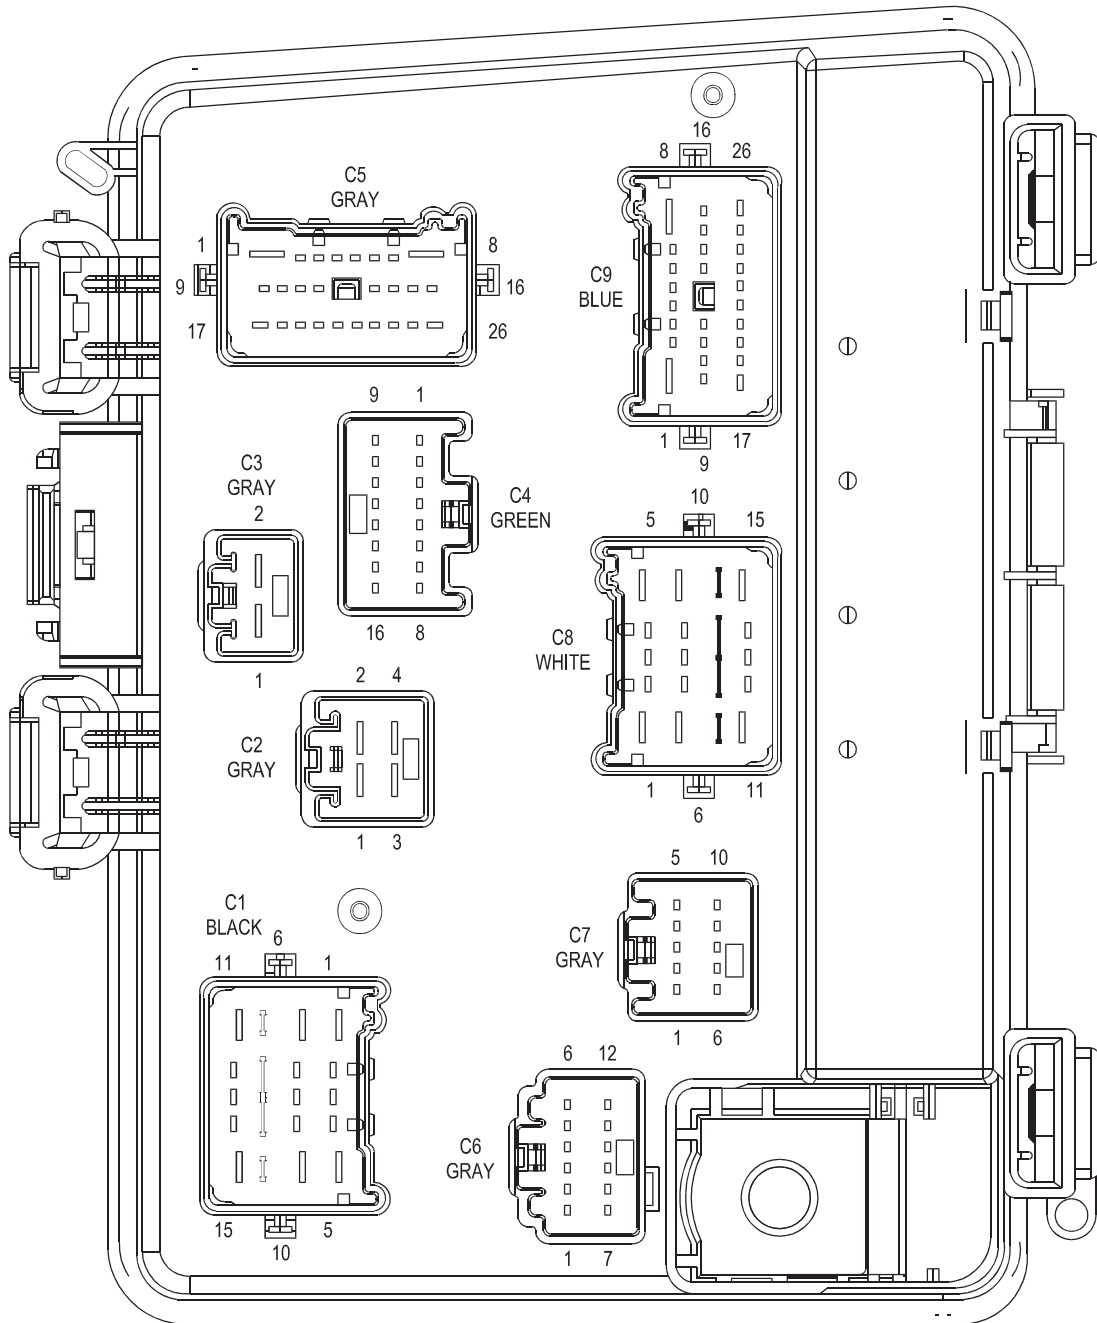 16
8 26
C5
GRAY
1 8
9 16
17 26
C9
BLUE
1 17
9
9 1
C3
GRAY
2
C4
GREEN
16 8
1
10
5 15
C8
WHITE
2 4
C2
GRAY
1 3
1 11
6
C1
BLACK
6
11 1
5 10
C7
GRAY
1 6
6 12
C6
GRAY
15 5
10
1 7